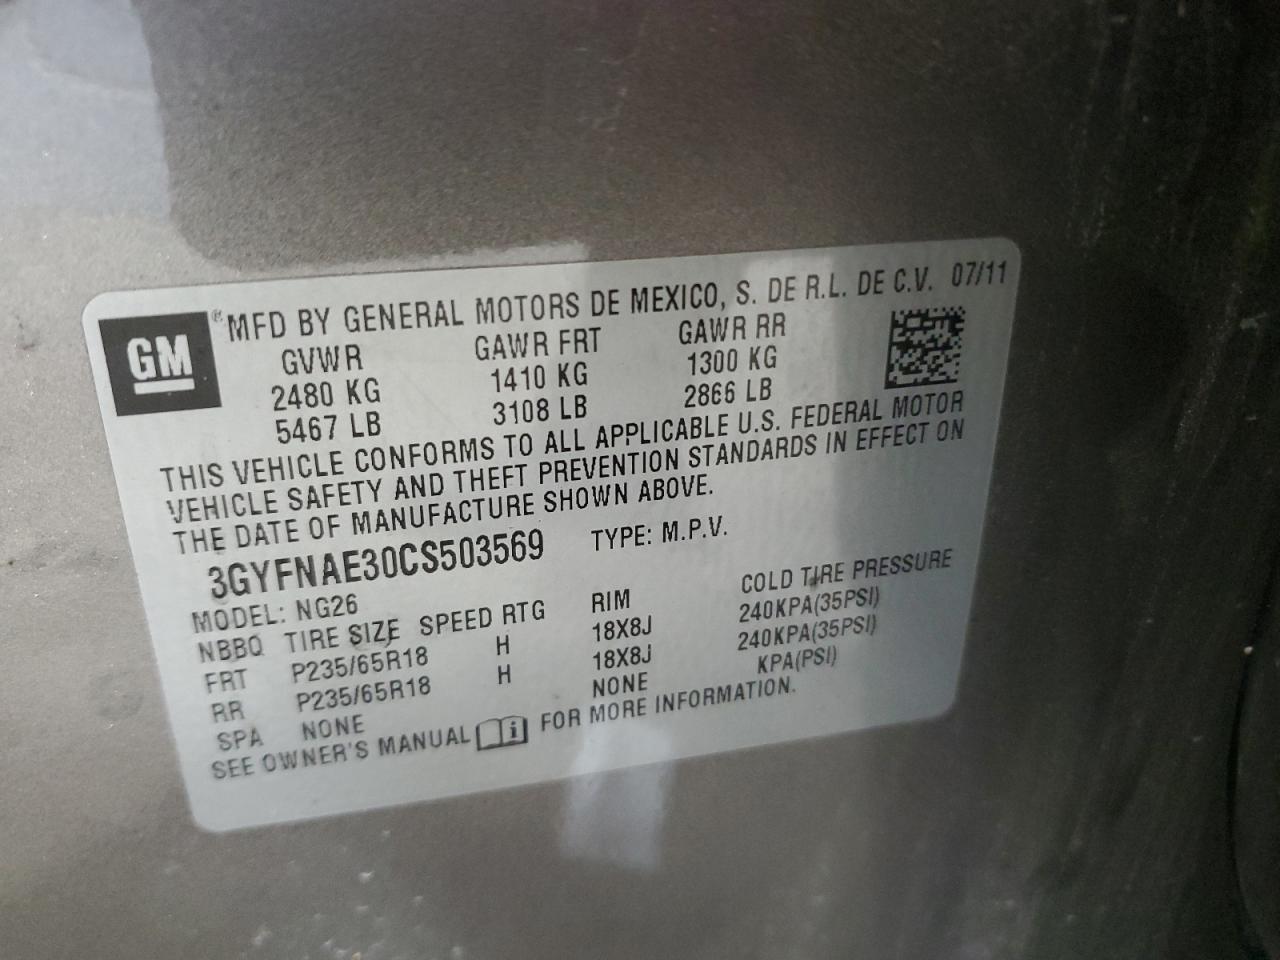 GM ® MFD BY GENERAL MOTORS DE MEXICO, S. DE R.L. DE C.V. 07/11
GVWR GAWR FRT GAWR RR
2480 KG 1410 KG 1300 KG
5467 LB 3108 LB 2866 LB
THIS VEHICLE CONFORMS TO ALL APPLICABLE U.S. FEDERAL MOTOR
VEHICLE SAFETY AND THEFT PREVENTION STANDARDS IN EFFECT ON
THE DATE OF MANUFACTURE SHOWN ABOVE.
3GYFNAE30CS503569 TYPE: M.P.V.
MODEL: NG26
NBBQ TIRE SIZE SPEED RTG RIM COLD TIRE PRESSURE
FRT P235/65R18 H 18X8J 240KPA(35PSI)
RR P235/65R18 H 18X8J 240KPA(35PSI)
SPA NONE NONE KPA(PSI)
SEE OWNER'S MANUAL i FOR MORE INFORMATION.